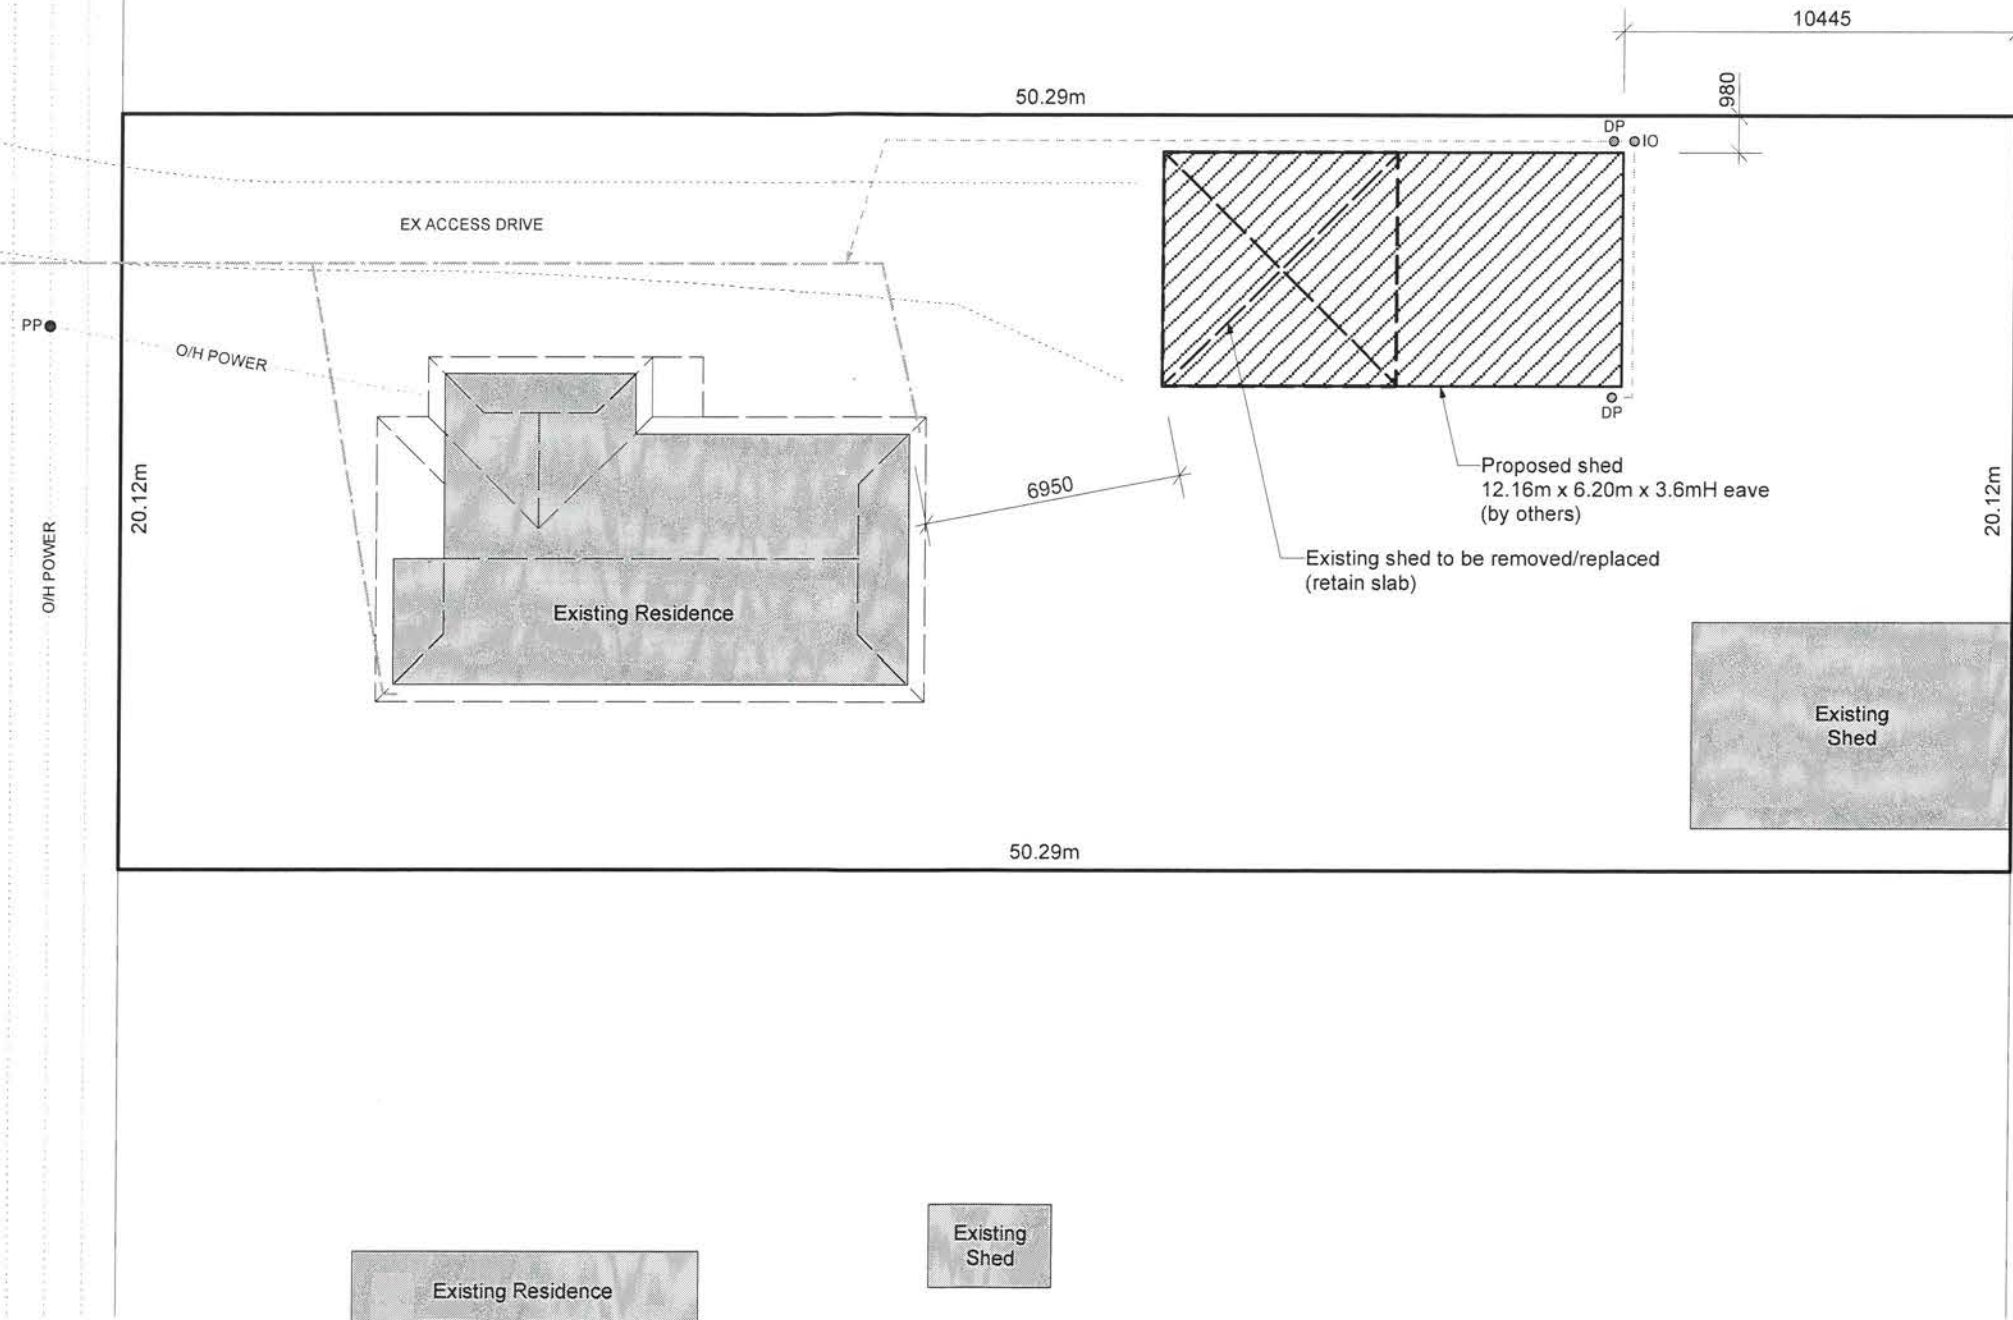 10445
980
50.29m
DP
IO
EX ACCESS DRIVE
PP
O/H POWER
DP
20.12m
6950
Proposed shed
12.16m x 6.20m x 3.6mH eave
(by others)
20.12m
O/H POWER
Existing shed to be removed/replaced
(retain slab)
Existing Residence
Existing
Shed
50.29m
Existing
Shed
Existing Residence